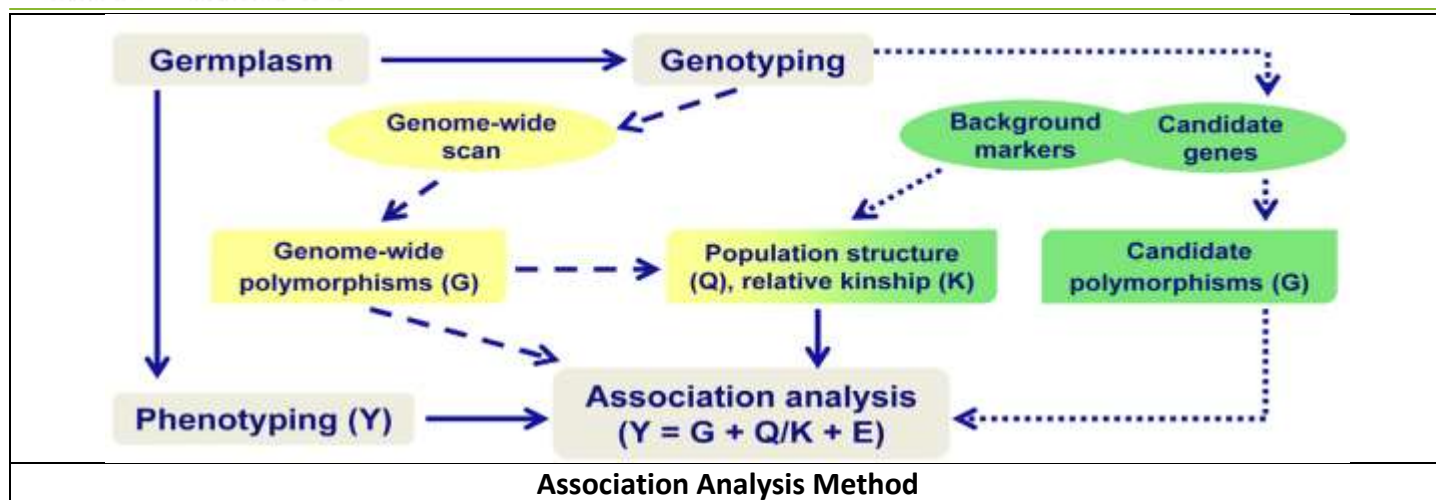 Germplasm
Genotyping
Genome-wide
scan
Background
markers
Candidate
genes
Genome-wide
polymorphisms (G)
Population structure
(Q), relative kinship (K)
Candidate
polymorphisms (G)
Phenotyping (Y)
Association analysis
(Y = G + Q/K + E)
Association Analysis Method